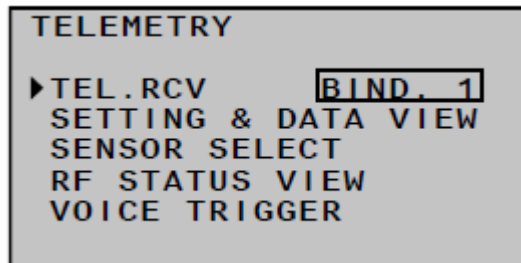 TELEMETRY
▶TEL.RCV BIND. 1
SETTING & DATA VIEW
SENSOR SELECT
RF STATUS VIEW
VOICE TRIGGER